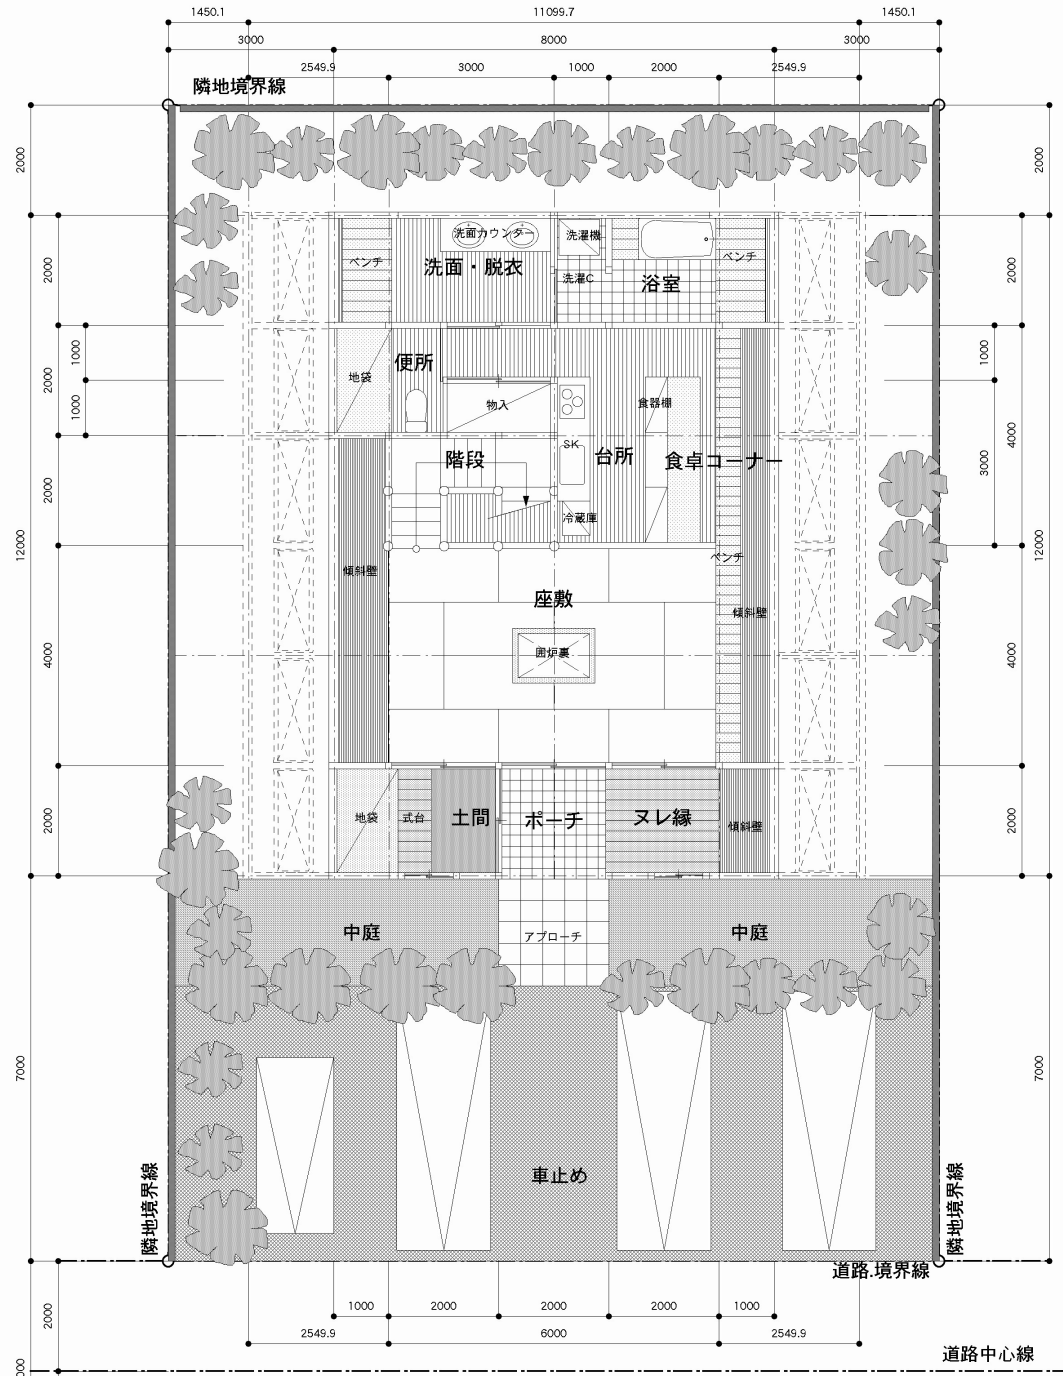 1450.1 11099.7 1450.1
3000 8000 3000
2549.9 3000 1000 2000 2549.9
隣地境界線
2000 2000
洗面カウンター 洗濯機
ベンチ 洗面・脱衣 ベンチ
2000 洗濯C 浴室 2000
1000 便所 1000
2000 地袋 物入 食器棚
1000
SK 4000
階段 台所 食卓コーナー 3000
2000 冷蔵庫
12000 ベンチ 12000
傾斜壁 座敷 傾斜壁
4000 囲炉裏 4000
2000 地袋 式台 土間 ポーチ ヌレ縁 傾斜壁 2000
中庭 アプローチ 中庭
7000 7000
車止め
隣地境界線 隣地境界線
道路.境界線
2000 1000 2000 2000 2000 1000
2549.9 6000 2549.9
道路中心線